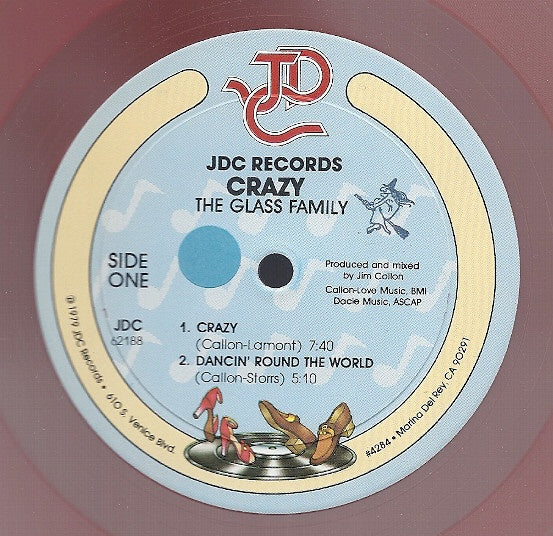 JDC
JDC RECORDS
CRAZY
THE GLASS FAMILY
SIDE
ONE
Produced and mixed
by Jim Callon
Callon-Love Music, BMI
Dacie Music, ASCAP
JDC
62188
1. CRAZY
(Callon-Lamont) 7:40
2. DANCIN' ROUND THE WORLD
(Callon-Storrs) 5:10
℗ 1979 JDC Records • 610 S. Venice Blvd.
#4284 • Marina Del Rey, CA 90291